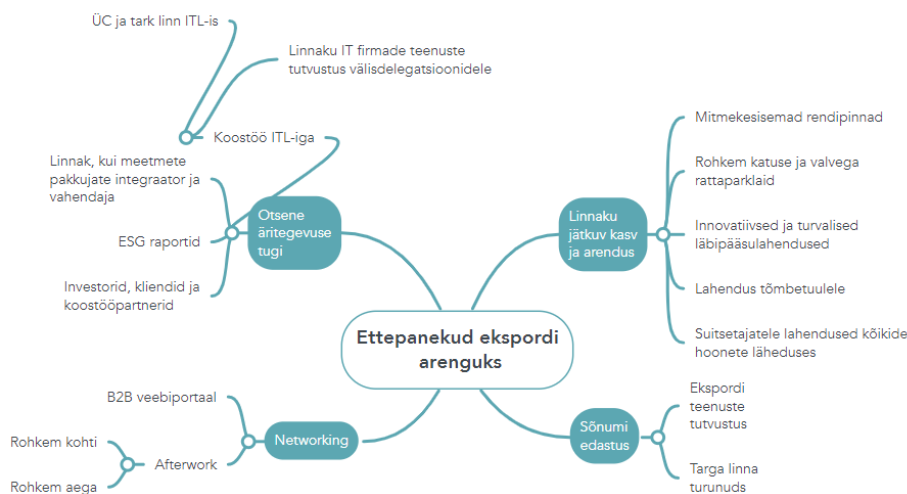 ÜC ja tark linn ITL-is
Linnaku IT firmade teenuste
tutvustus välisdelegatsioonidele
Koostöö ITL-iga
Linnak, kui meetmete
pakkujate integraator ja
vahendaja
ESG raportid
Investorid, kliendid ja
koostööpartnerid
Otsene
äritegevuse
tugi
Linnaku
jätkuv kasv
ja arendus
Mitmekesisemad rendipinnad
Rohkem katuse ja valvega
rattaparklaid
Innovatiivsed ja turvalised
läbipääsulahendused
Lahendus tõmbetuulele
Suitsetajatele lahendused kõikide
hoonete läheduses
Ettepanekud ekspordi
arenguks
B2B veebiportaal
Networking
Afterwork
Rohkem kohti
Rohkem aega
Sõnumi
edastus
Ekspordi
teenuste
tutvustus
Targa linna
turunuds